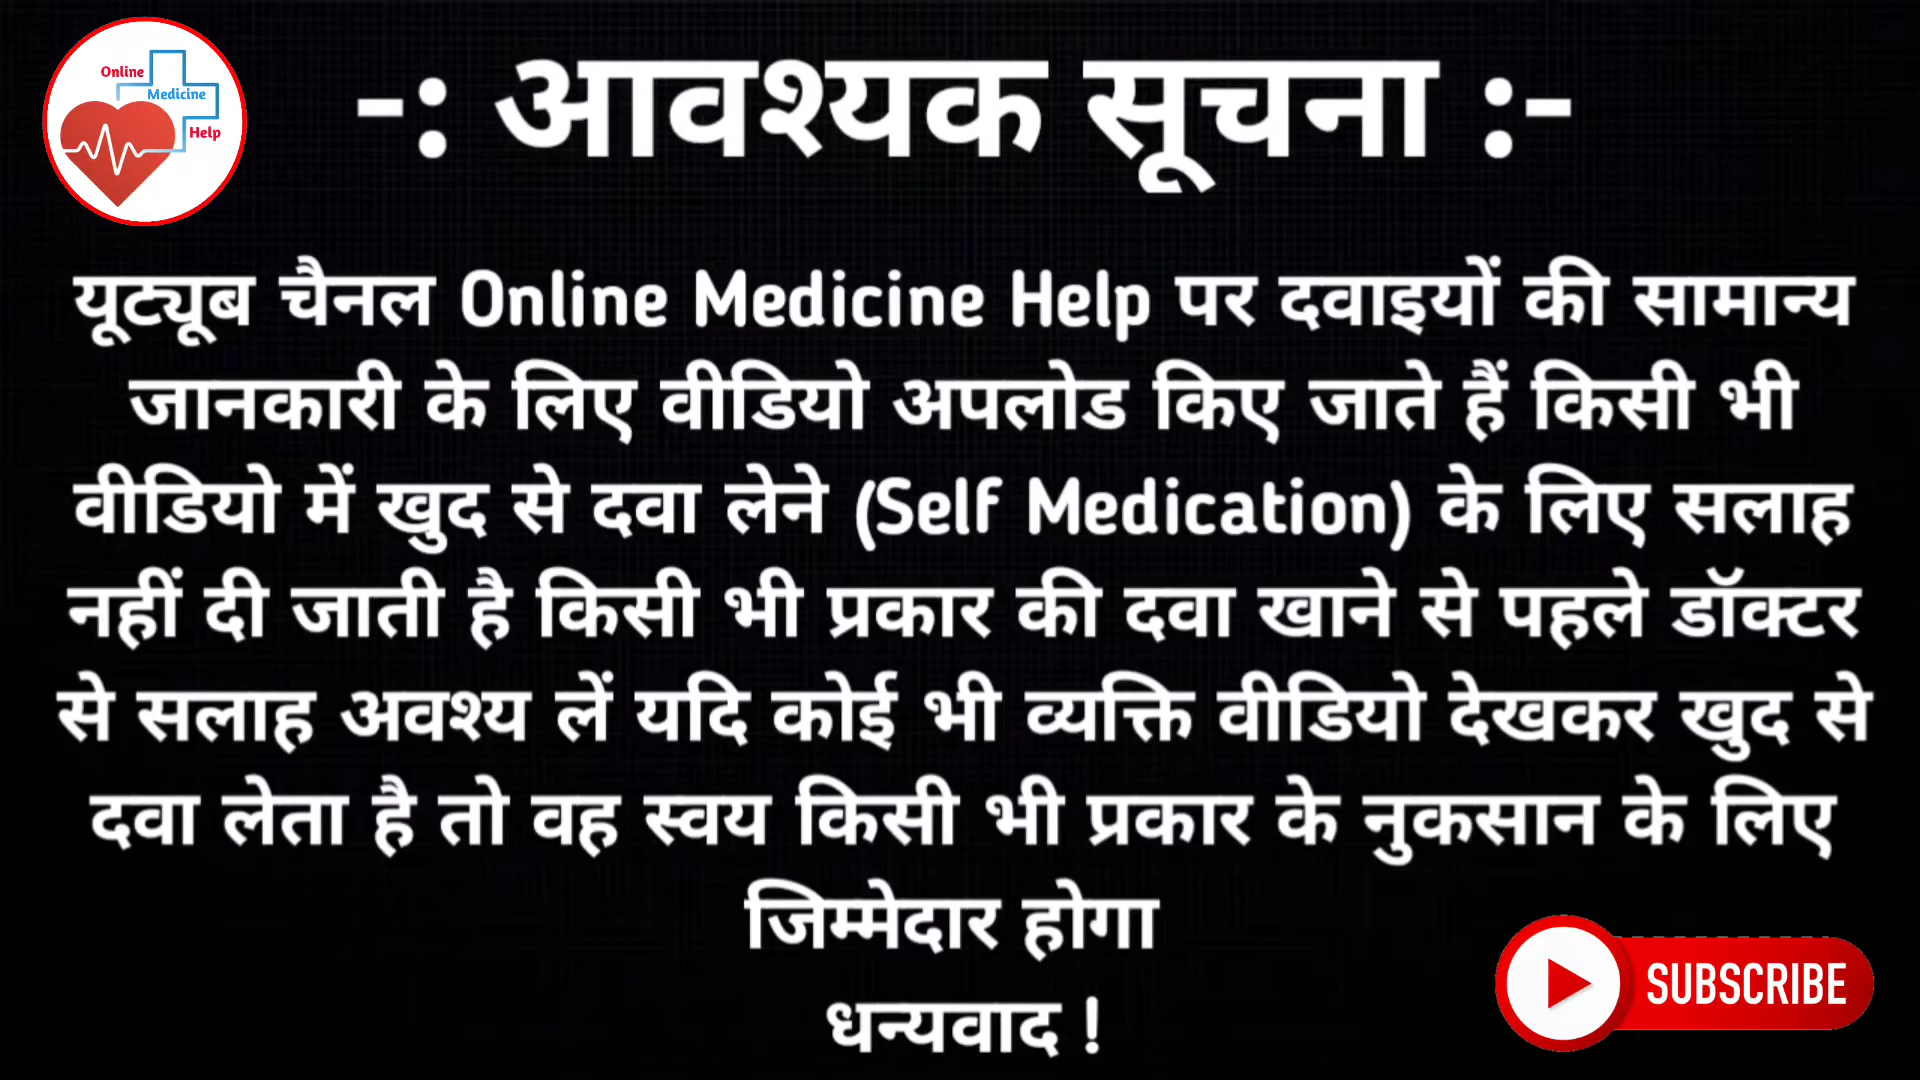 Online
Medicine
Help
-: आवश्यक सूचना :-
यूट्यूब चैनल Online Medicine Help पर दवाइयों की सामान्य
जानकारी के लिए वीडियो अपलोड किए जाते हैं किसी भी
वीडियो में खुद से दवा लेने (Self Medication) के लिए सलाह
नहीं दी जाती है किसी भी प्रकार की दवा खाने से पहले डॉक्टर
से सलाह अवश्य लें यदि कोई भी व्यक्ति वीडियो देखकर खुद से
दवा लेता है तो वह स्वय किसी भी प्रकार के नुकसान के लिए
जिम्मेदार होगा
धन्यवाद !
SUBSCRIBE